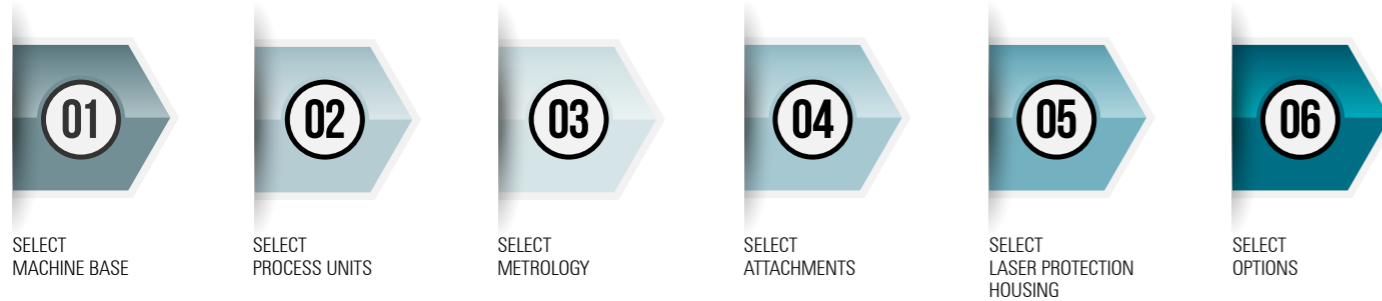 01
SELECT
MACHINE BASE
02
SELECT
PROCESS UNITS
03
SELECT
METROLOGY
04
SELECT
ATTACHMENTS
05
SELECT
LASER PROTECTION
HOUSING
06
SELECT
OPTIONS